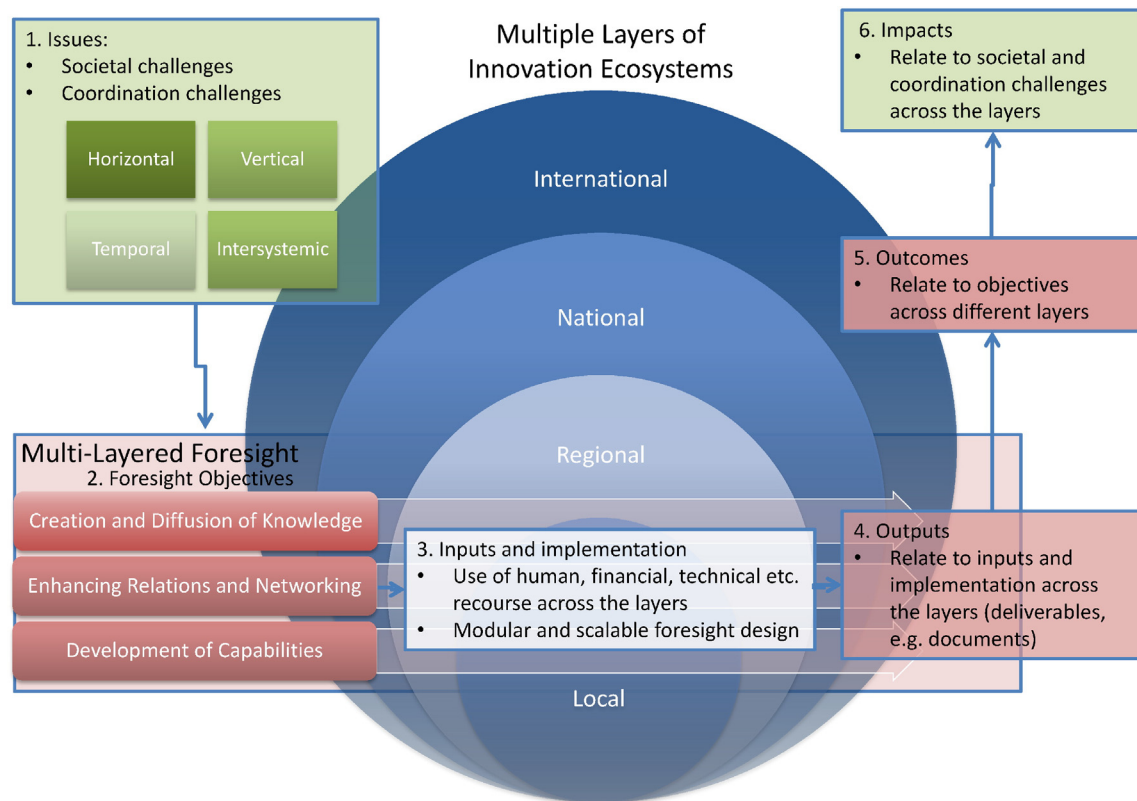 1. Issues:
• Societal challenges
• Coordination challenges
Horizontal
Vertical
Temporal
Intersystemic
Multiple Layers of
Innovation Ecosystems
International
National
Regional
Local
Multi-Layered Foresight
2. Foresight Objectives
Creation and Diffusion of Knowledge
Enhancing Relations and Networking
Development of Capabilities
3. Inputs and implementation
• Use of human, financial, technical etc.
recourse across the layers
• Modular and scalable foresight design
4. Outputs
• Relate to inputs and
implementation across
the layers (deliverables,
e.g. documents)
5. Outcomes
• Relate to objectives
across different layers
6. Impacts
• Relate to societal and
coordination challenges
across the layers